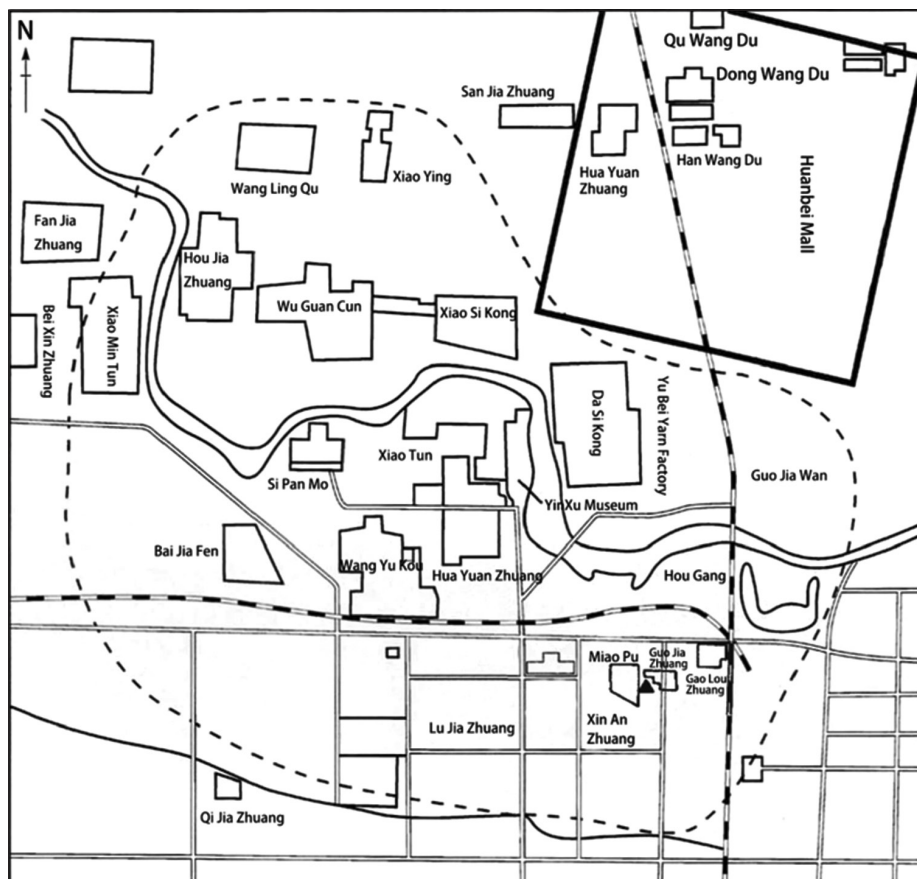 N
Qu Wang Du
Dong Wang Du
San Jia Zhuang
Han Wang Du
Hua Yuan
Zhuang
Huanbei Mall
Wang Ling Qu
Xiao Ying
Fan Jia
Zhuang
Hou Jia
Zhuang
Wu Guan Cun
Xiao Si Kong
Bei Xin Zhuang
Xiao Min Tun
Da Si Kong
Yu Bei Yarn Factory
Xiao Tun
Guo Jia Wan
Si Pan Mo
YinXu Museum
Bai Jia Fen
Wang Yu Kou
Hua Yuan Zhuang
Hou Gang
Miao Pu
Guo Jia
Zhuang
Gao Lou
Zhuang
Lu Jia Zhuang
Xin An
Zhuang
Qi Jia Zhuang